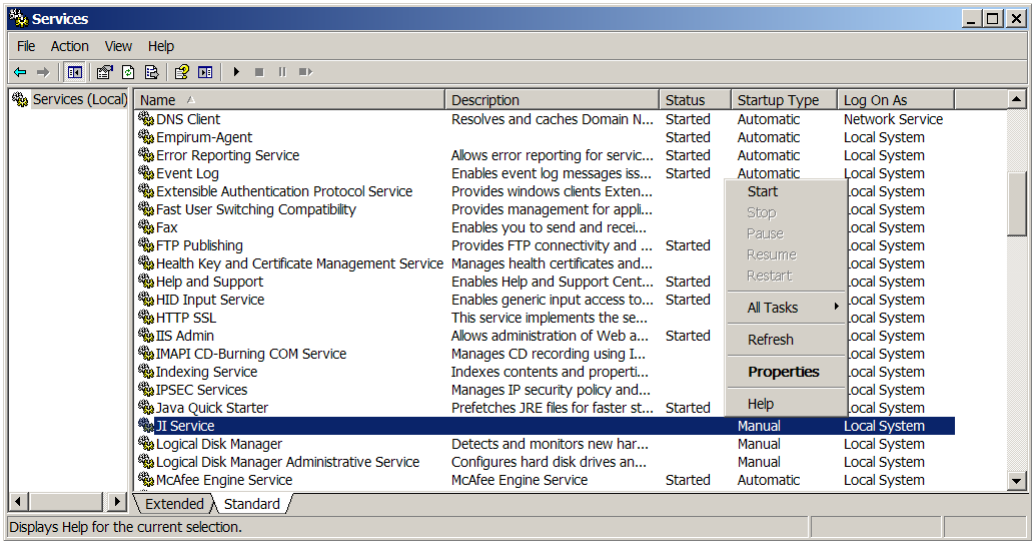 Services
File Action View Help
Services (Local)
Name Description Status Startup Type Log On As
DNS Client Resolves and caches Domain N... Started Automatic Network Service
Empirum-Agent Started Automatic Local System
Error Reporting Service Allows error reporting for servic... Started Automatic Local System
Event Log Enables event log messages iss... Started Automatic Local System
Extensible Authentication Protocol Service Provides windows clients Exten... Local System
Fast User Switching Compatibility Provides management for appli... Local System
Fax Enables you to send and recei... Local System
FTP Publishing Provides FTP connectivity and ... Started Local System
Health Key and Certificate Management Service Manages health certificates and... Local System
Help and Support Enables Help and Support Cent... Started Local System
HID Input Service Enables generic input access to... Started Local System
HTTP SSL This service implements the se... Local System
IIS Admin Allows administration of Web a... Started Local System
IMAPI CD-Burning COM Service Manages CD recording using I... Local System
Indexing Service Indexes contents and properti... Local System
IPSEC Services Manages IP security policy and... Local System
Java Quick Starter Prefetches JRE files for faster st... Started Local System
JI Service Manual Local System
Logical Disk Manager Detects and monitors new har... Manual Local System
Logical Disk Manager Administrative Service Configures hard disk drives an... Manual Local System
McAfee Engine Service McAfee Engine Service Started Automatic Local System
Start
Stop
Pause
Resume
Restart
All Tasks
Refresh
Properties
Help
Extended Standard
Displays Help for the current selection.